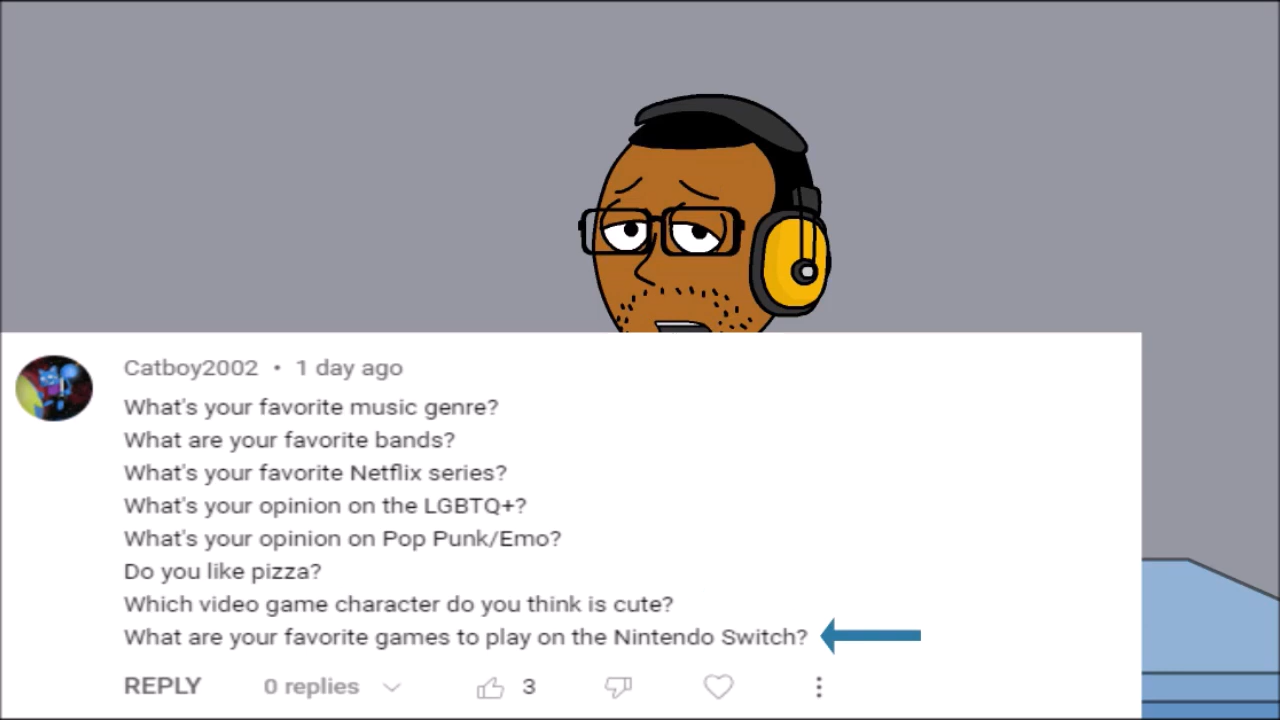 Catboy2002 • 1 day ago
What's your favorite music genre?
What are your favorite bands?
What's your favorite Netflix series?
What's your opinion on the LGBTQ+?
What's your opinion on Pop Punk/Emo?
Do you like pizza?
Which video game character do you think is cute?
What are your favorite games to play on the Nintendo Switch?
REPLY 0 replies 3